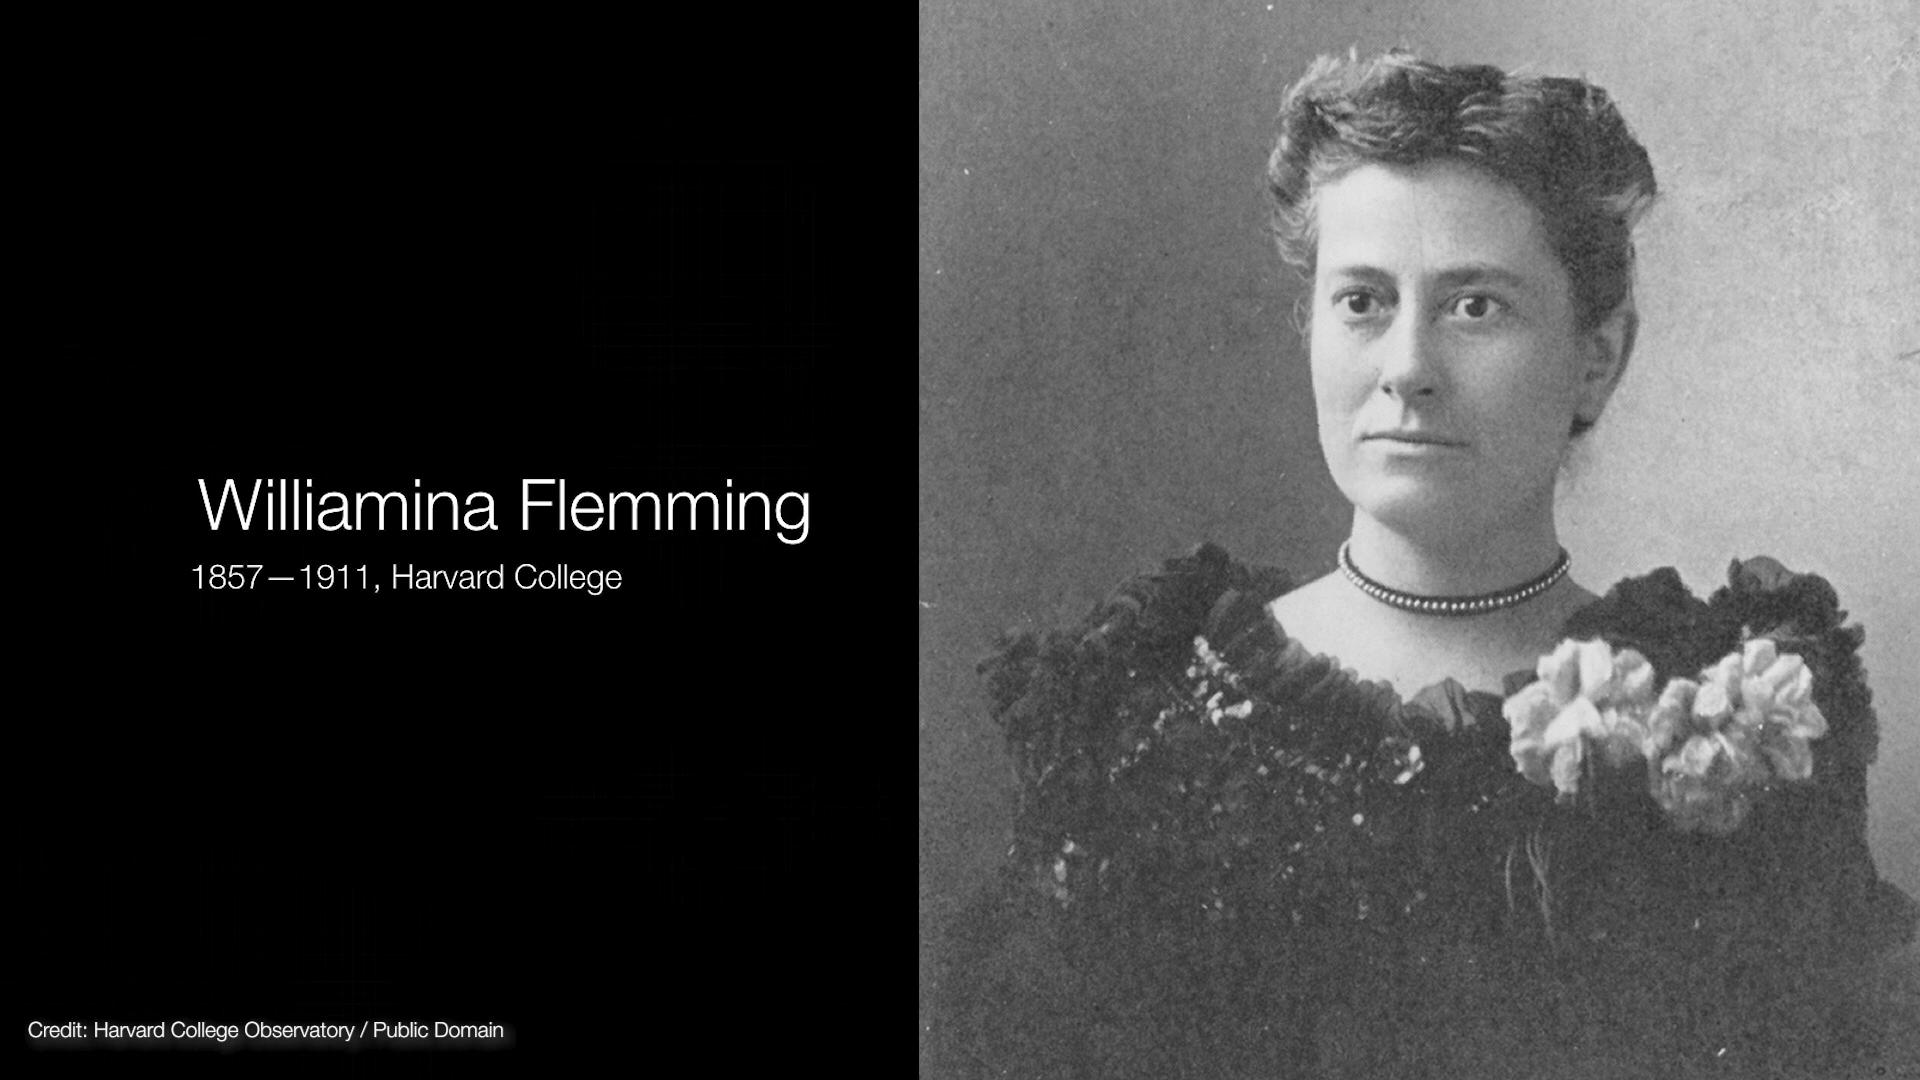 Williamina Flemming
1857—1911, Harvard College
Credit: Harvard College Observatory / Public Domain